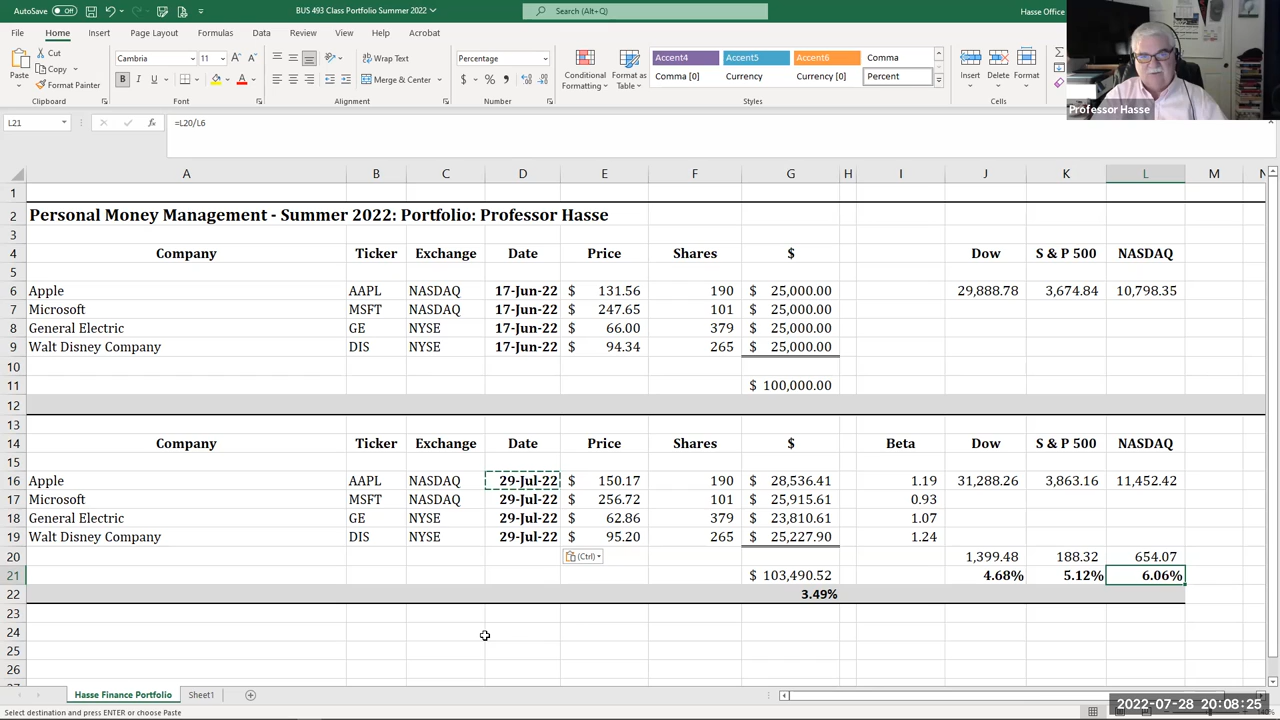 AutoSave Off BUS 493 Class Portfolio Summer 2022 Search (Alt+Q) Hasse Office
File Home Insert Page Layout Formulas Data Review View Help Acrobat
Paste Cut Copy Format Painter Clipboard
Cambria 11 B I U A Font
Wrap Text Merge & Center Alignment
Percentage $ % Number
Conditional Formatting Format as Table
Accent4 Accent5 Accent6 Comma
Comma [0] Currency Currency [0] Percent
Styles
Insert Delete Format Cells
Professor Hasse
L21 fx =L20/L6
A B C D E F G H I J K L M N
1
2 Personal Money Management - Summer 2022: Portfolio: Professor Hasse
3
4 Company Ticker Exchange Date Price Shares $ Dow S & P 500 NASDAQ
5
6 Apple AAPL NASDAQ 17-Jun-22 $ 131.56 190 $ 25,000.00 29,888.78 3,674.84 10,798.35
7 Microsoft MSFT NASDAQ 17-Jun-22 $ 247.65 101 $ 25,000.00
8 General Electric GE NYSE 17-Jun-22 $ 66.00 379 $ 25,000.00
9 Walt Disney Company DIS NYSE 17-Jun-22 $ 94.34 265 $ 25,000.00
10
11 $ 100,000.00
12
13
14 Company Ticker Exchange Date Price Shares $ Beta Dow S & P 500 NASDAQ
15
16 Apple AAPL NASDAQ 29-Jul-22 $ 150.17 190 $ 28,536.41 1.19 31,288.26 3,863.16 11,452.42
17 Microsoft MSFT NASDAQ 29-Jul-22 $ 256.72 101 $ 25,915.61 0.93
18 General Electric GE NYSE 29-Jul-22 $ 62.86 379 $ 23,810.61 1.07
19 Walt Disney Company DIS NYSE 29-Jul-22 $ 95.20 265 $ 25,227.90 1.24
20 (Ctrl) 1,399.48 188.32 654.07
21 $ 103,490.52 4.68% 5.12% 6.06%
22 3.49%
23
24
25
26
Hasse Finance Portfolio Sheet1
Select destination and press ENTER or choose Paste
2022-07-28 20:08:25